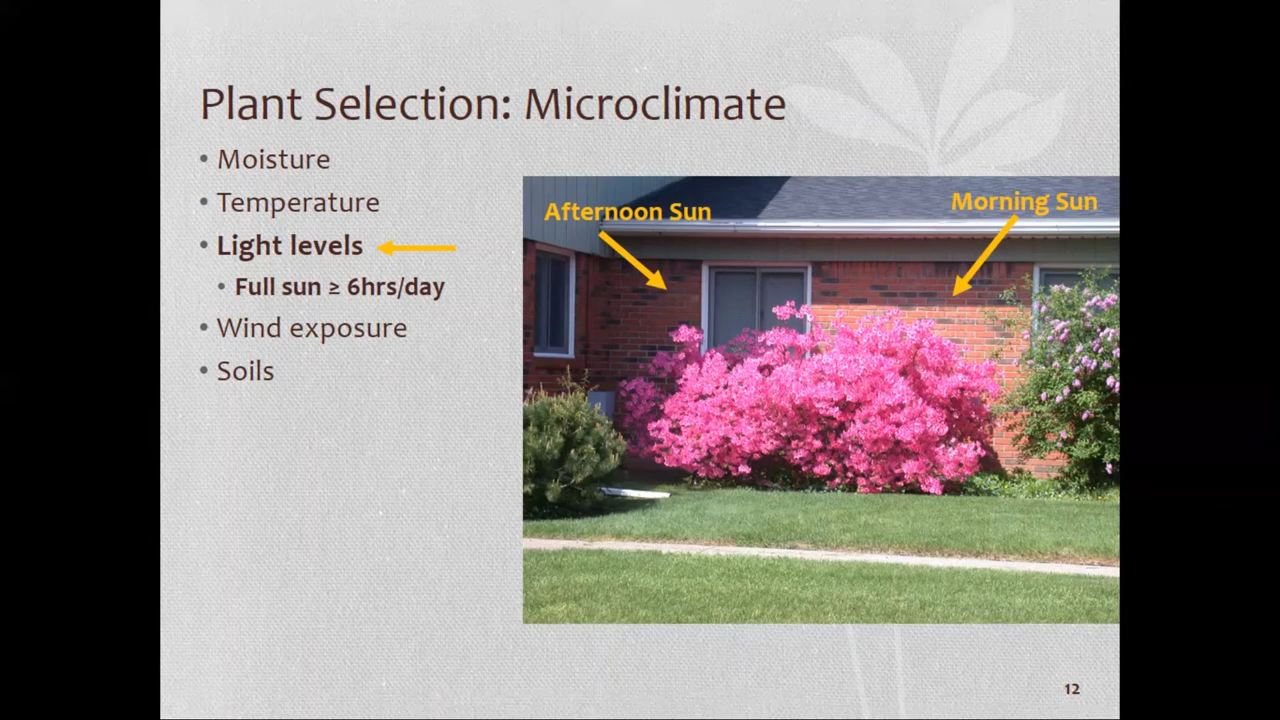 Plant Selection: Microclimate
• Moisture
• Temperature
• Light levels
• Full sun ≥ 6hrs/day
• Wind exposure
• Soils
Afternoon Sun
Morning Sun
12